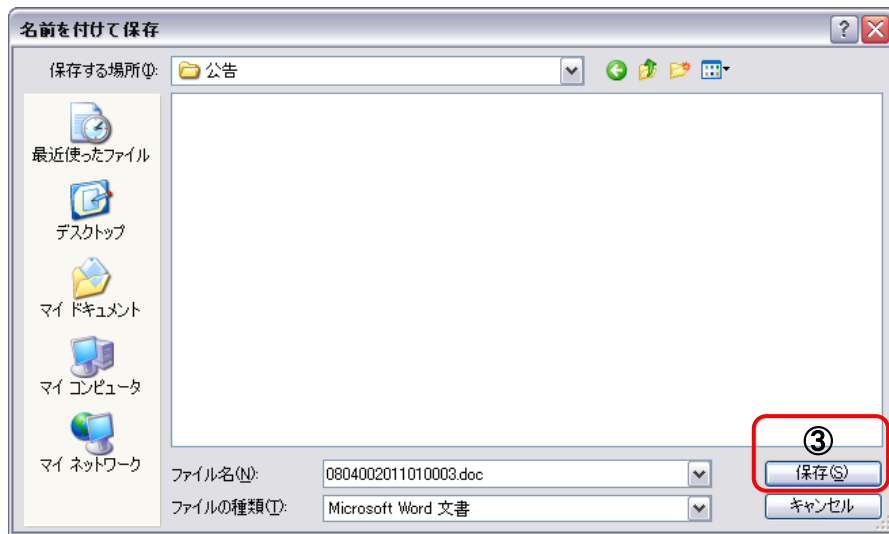 名前を付けて保存
保存する場所(I):
公告
最近使ったファイル
デスクトップ
マイ ドキュメント
マイ コンピュータ
マイ ネットワーク
ファイル名(N):
0804002011010003.doc
ファイルの種類(T):
Microsoft Word 文書
③
保存(S)
キャンセル